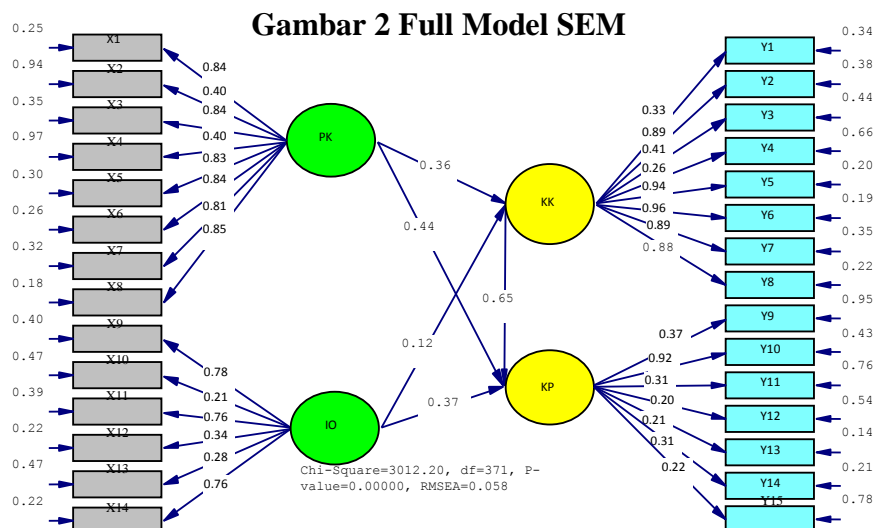 Gambar 2 Full Model SEM
0.25
0.94
0.35
0.97
0.30
0.26
0.32
0.18
0.40
0.47
0.39
0.22
0.47
0.22
X1
X2
X3
X4
X5
X6
X7
X8
X9
X10
X11
X12
X13
X14
0.84
0.40
0.84
0.40
0.83
0.84
0.81
0.85
0.78
0.21
0.76
0.34
0.28
0.76
PK
IO
0.36
0.44
0.12
0.37
0.65
KK
KP
Chi-Square=3012.20, df=371, P-
value=0.00000, RMSEA=0.058
0.33
0.89
0.41
0.26
0.94
0.96
0.89
0.88
0.37
0.92
0.31
0.20
0.21
0.31
0.22
Y1
Y2
Y3
Y4
Y5
Y6
Y7
Y8
Y9
Y10
Y11
Y12
Y13
Y14
Y15
0.34
0.38
0.44
0.66
0.20
0.19
0.35
0.22
0.95
0.43
0.76
0.54
0.14
0.21
0.78